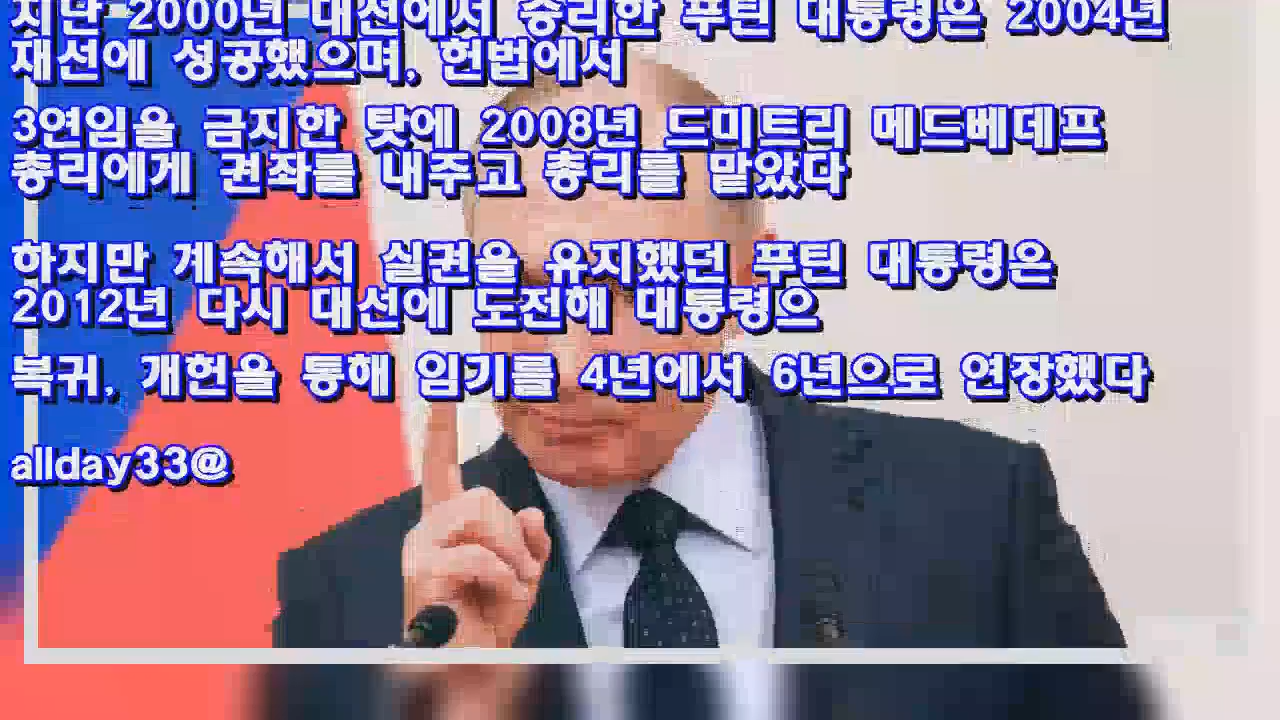 지난 2000년 대선에서 승리한 푸틴 대통령은 2004년
재선에 성공했으며, 헌법에서
3연임을 금지한 탓에 2008년 드미트리 메드베데프
총리에게 권좌를 내주고 총리를 맡았다
하지만 계속해서 실권을 유지했던 푸틴 대통령은
2012년 다시 대선에 도전해 대통령으
복귀, 개헌을 통해 임기를 4년에서 6년으로 연장했다
allday33@